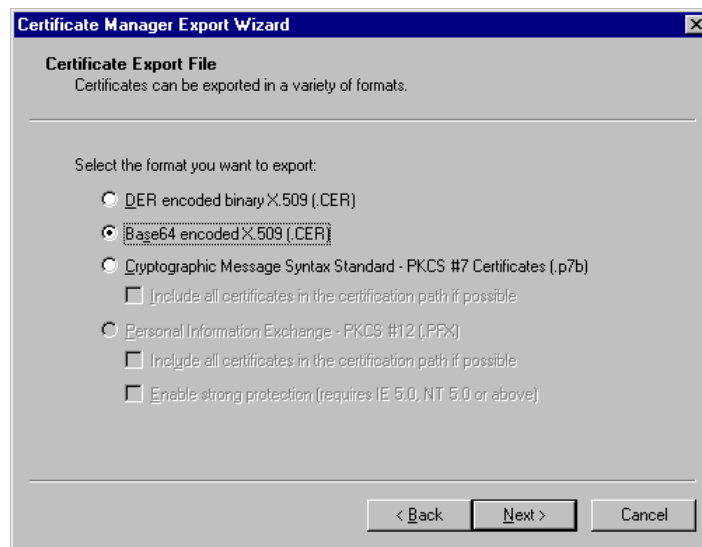 Certificate Manager Export Wizard
Certificate Export File
Certificates can be exported in a variety of formats.
Select the format you want to export:
DER encoded binary X.509 (.CER)
Base64 encoded X.509 (.CER)
Cryptographic Message Syntax Standard - PKCS #7 Certificates (.p7b)
Include all certificates in the certification path if possible
Personal Information Exchange - PKCS #12 (.PFX)
Include all certificates in the certification path if possible
Enable strong protection (requires IE 5.0, NT 5.0 or above)
< Back Next > Cancel